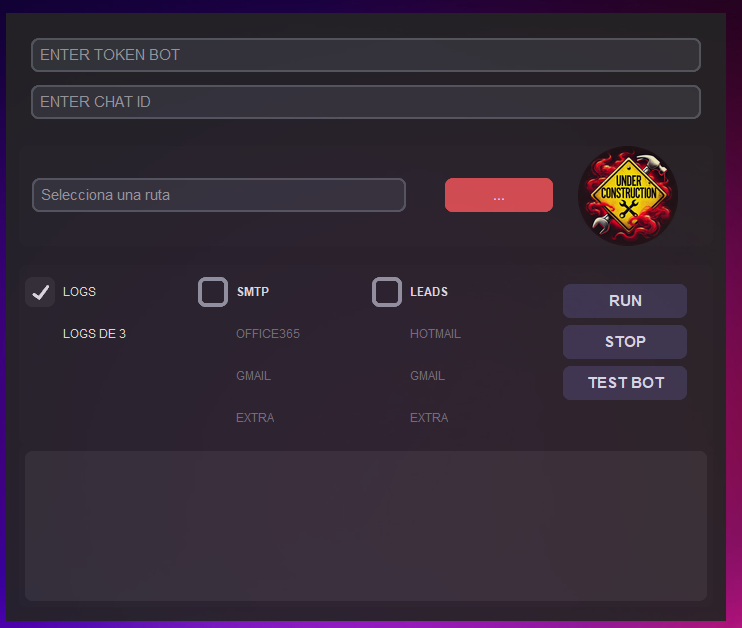 ENTER TOKEN BOT
ENTER CHAT ID
Selecciona una ruta
...
UNDER
CONSTRUCTION
LOGS
SMTP
LEADS
RUN
LOGS DE 3
OFFICE365
HOTMAIL
STOP
GMAIL
GMAIL
TEST BOT
EXTRA
EXTRA